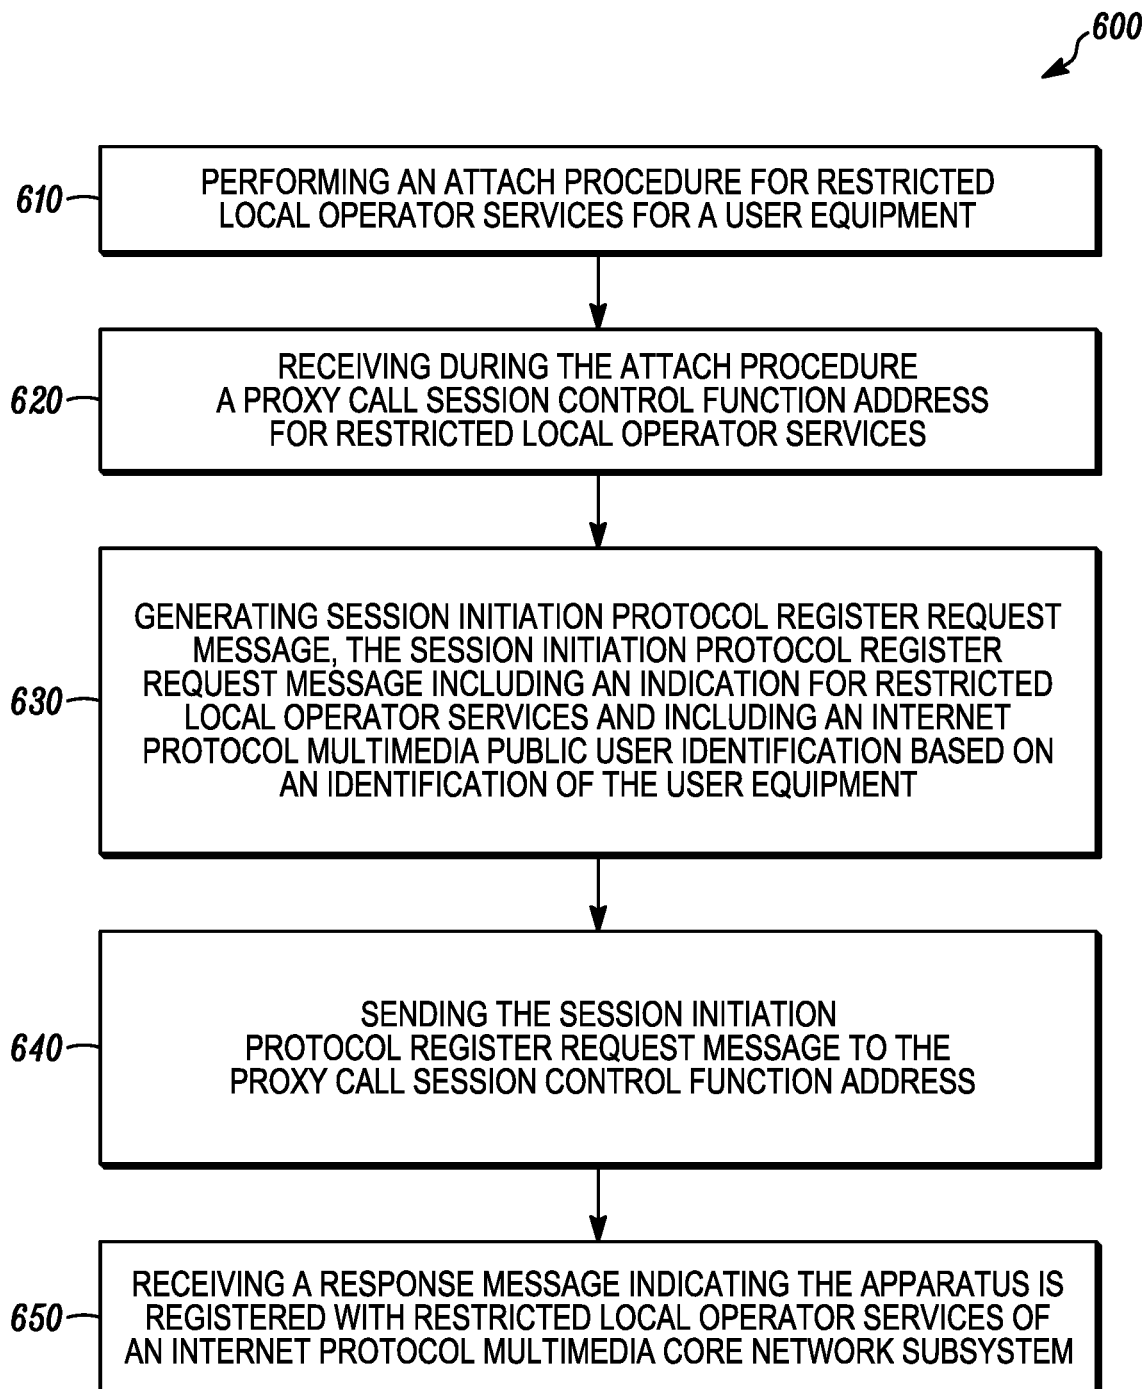 600
610
PERFORMING AN ATTACH PROCEDURE FOR RESTRICTED
LOCAL OPERATOR SERVICES FOR A USER EQUIPMENT
620
RECEIVING DURING THE ATTACH PROCEDURE
A PROXY CALL SESSION CONTROL FUNCTION ADDRESS
FOR RESTRICTED LOCAL OPERATOR SERVICES
630
GENERATING SESSION INITIATION PROTOCOL REGISTER REQUEST
MESSAGE, THE SESSION INITIATION PROTOCOL REGISTER
REQUEST MESSAGE INCLUDING AN INDICATION FOR RESTRICTED
LOCAL OPERATOR SERVICES AND INCLUDING AN INTERNET
PROTOCOL MULTIMEDIA PUBLIC USER IDENTIFICATION BASED ON
AN IDENTIFICATION OF THE USER EQUIPMENT
640
SENDING THE SESSION INITIATION
PROTOCOL REGISTER REQUEST MESSAGE TO THE
PROXY CALL SESSION CONTROL FUNCTION ADDRESS
650
RECEIVING A RESPONSE MESSAGE INDICATING THE APPARATUS IS
REGISTERED WITH RESTRICTED LOCAL OPERATOR SERVICES OF
AN INTERNET PROTOCOL MULTIMEDIA CORE NETWORK SUBSYSTEM